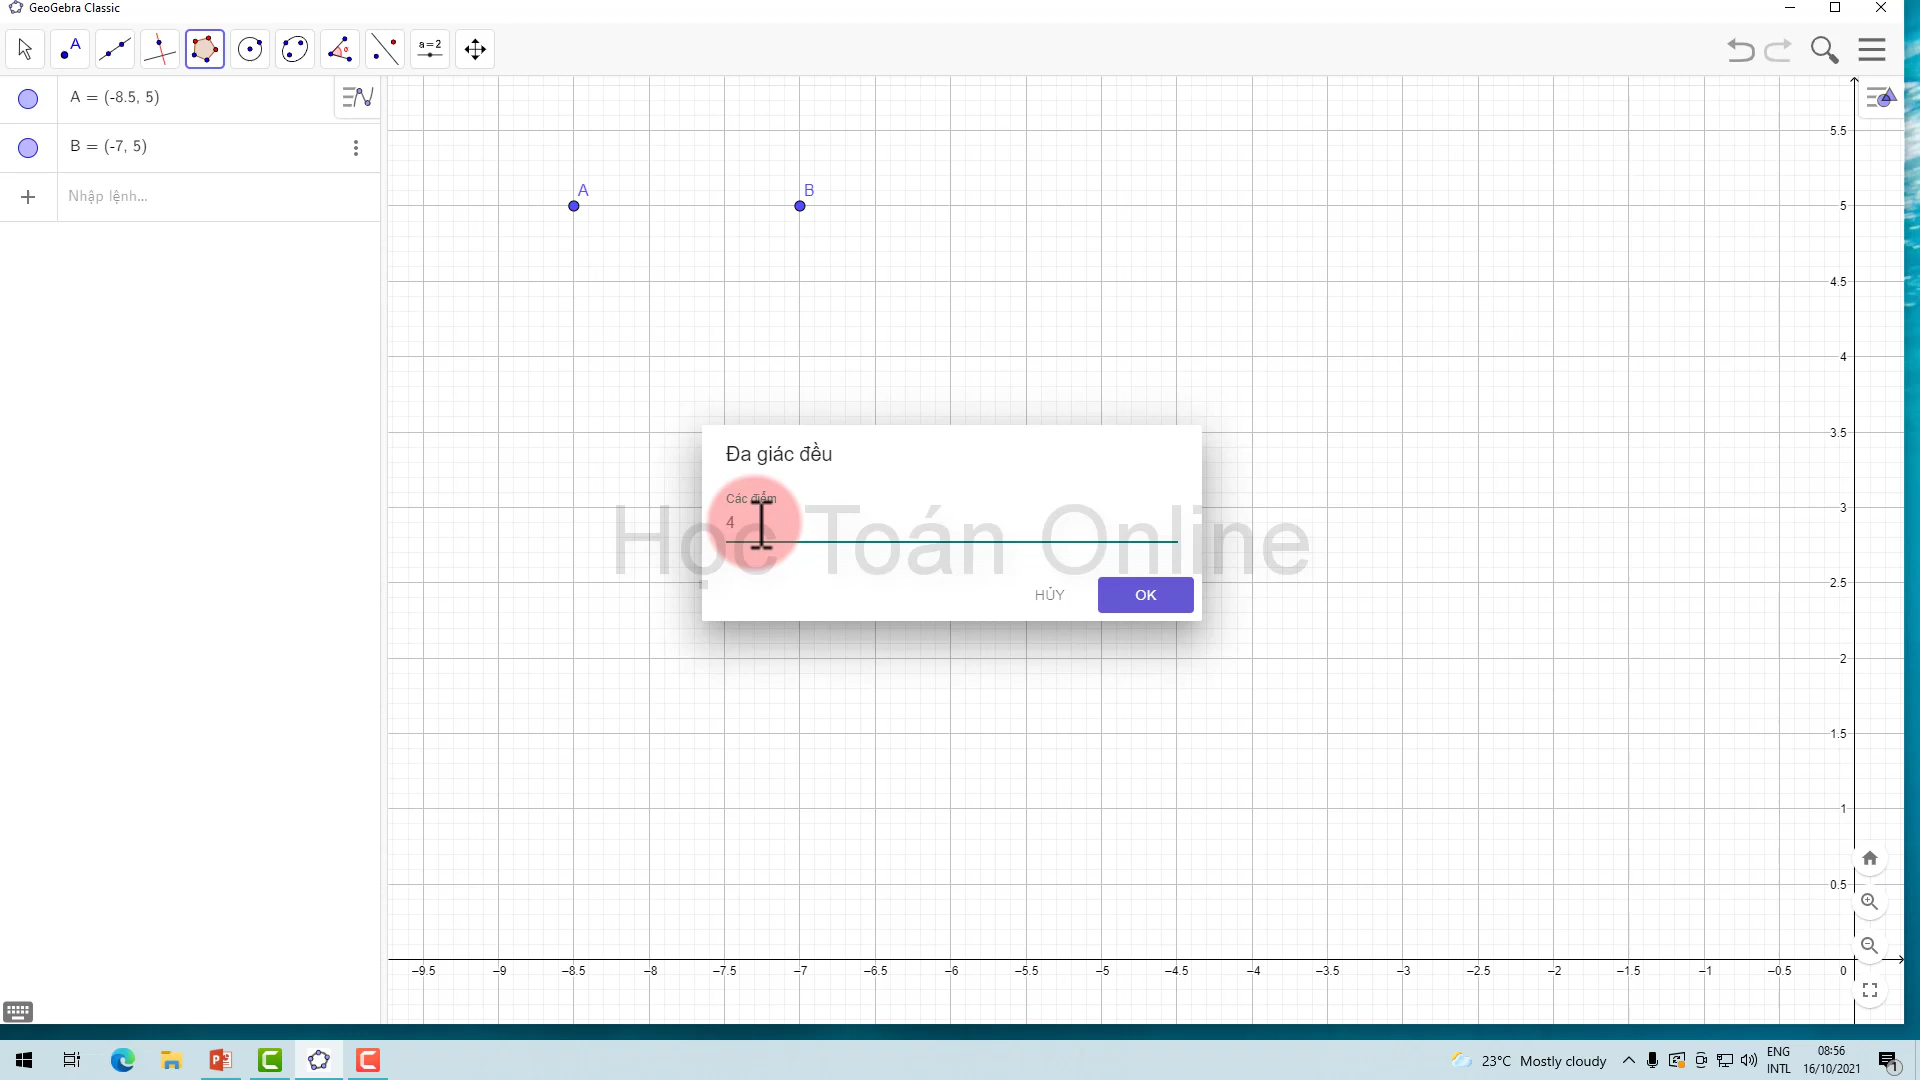 GeoGebra Classic
A
a=2
A = (-8.5, 5)
B = (-7, 5)
Nhập lệnh...
A
B
5.5
5
4.5
4
3.5
3
2.5
2
1.5
1
0.5
Đa giác đều
Các điểm
4
Học Toán Online
HỦY
OK
–9.5 –9 –8.5 –8 –7.5 –7 –6.5 –6 –5.5 –5 –4.5 –4 –3.5 –3 –2.5 –2 –1.5 –1 –0.5 0
23°C Mostly cloudy
ENG
INTL
08:56
16/10/2021
1